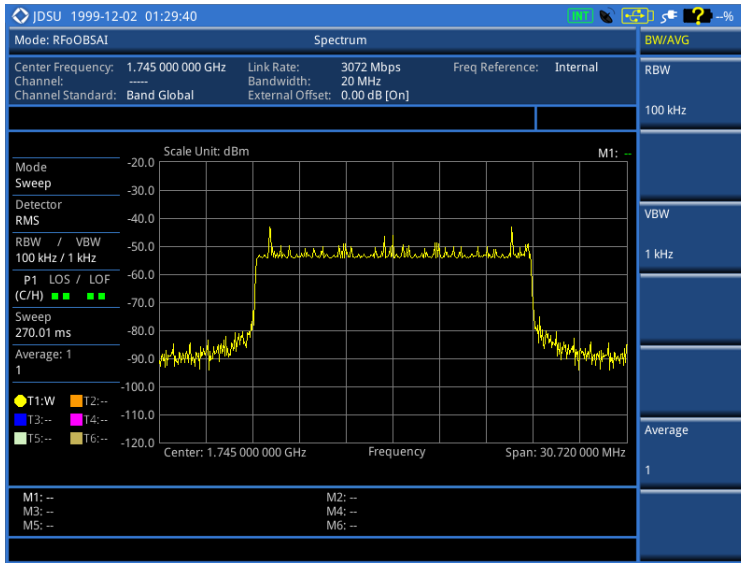 JDSU 1999-12-02 01:29:40 INT --%
Mode: RFoOBSAI Spectrum BW/AVG
Center Frequency: 1.745 000 000 GHz Link Rate: 3072 Mbps Freq Reference: Internal
Channel: ----- Bandwidth: 20 MHz
Channel Standard: Band Global External Offset: 0.00 dB [On]
RBW
100 kHz
Scale Unit: dBm M1: --
Mode
Sweep
Detector
RMS
RBW / VBW
100 kHz / 1 kHz
P1 LOS / LOF
(C/H)
Sweep
270.01 ms
Average: 1
1
T1:W T2:--
T3:-- T4:--
T5:-- T6:--
-20.0
-30.0
-40.0
-50.0
-60.0
-70.0
-80.0
-90.0
-100.0
-110.0
-120.0
Center: 1.745 000 000 GHz Frequency Span: 30.720 000 MHz
VBW
1 kHz
Average
1
M1: -- M2: --
M3: -- M4: --
M5: -- M6: --